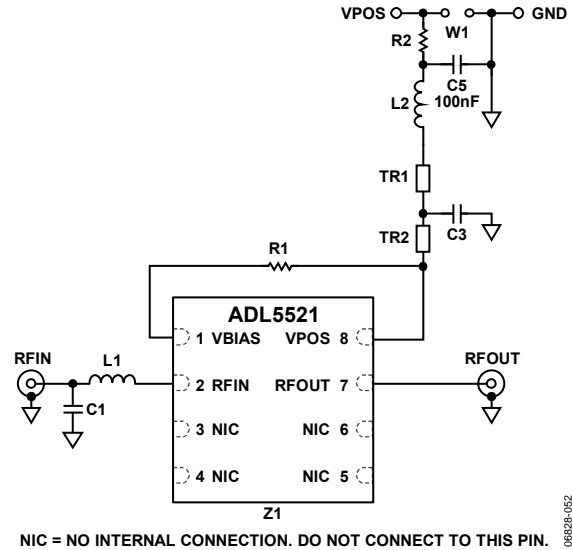 VPOS
GND
W1
R2
C5
100nF
L2
TR1
C3
TR2
R1
ADL5521
1 VBIAS
VPOS 8
RFIN
L1
RFOUT
2 RFIN
RFOUT 7
C1
3 NIC
NIC 6
4 NIC
NIC 5
Z1
NIC = NO INTERNAL CONNECTION. DO NOT CONNECT TO THIS PIN.
06828-052